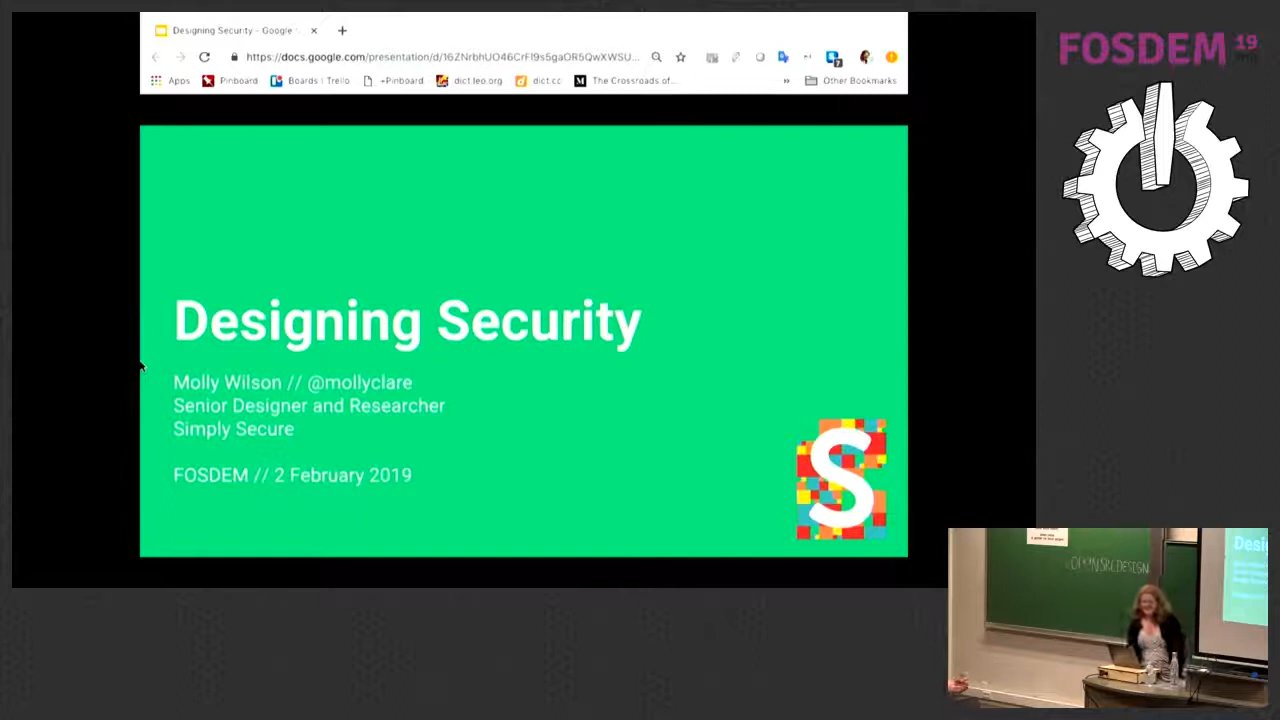 Designing Security - Google
https://docs.google.com/presentation/d/16ZNrbhUO46CrFl9s5gaOR5QwXWSU...
Apps Pinboard Boards | Trello +Pinboard dict.leo.org dict.cc The Crossroads of... » Other Bookmarks
FOSDEM 19
Designing Security
Molly Wilson // @mollyclare
Senior Designer and Researcher
Simply Secure
FOSDEM // 2 February 2019
S
Desi